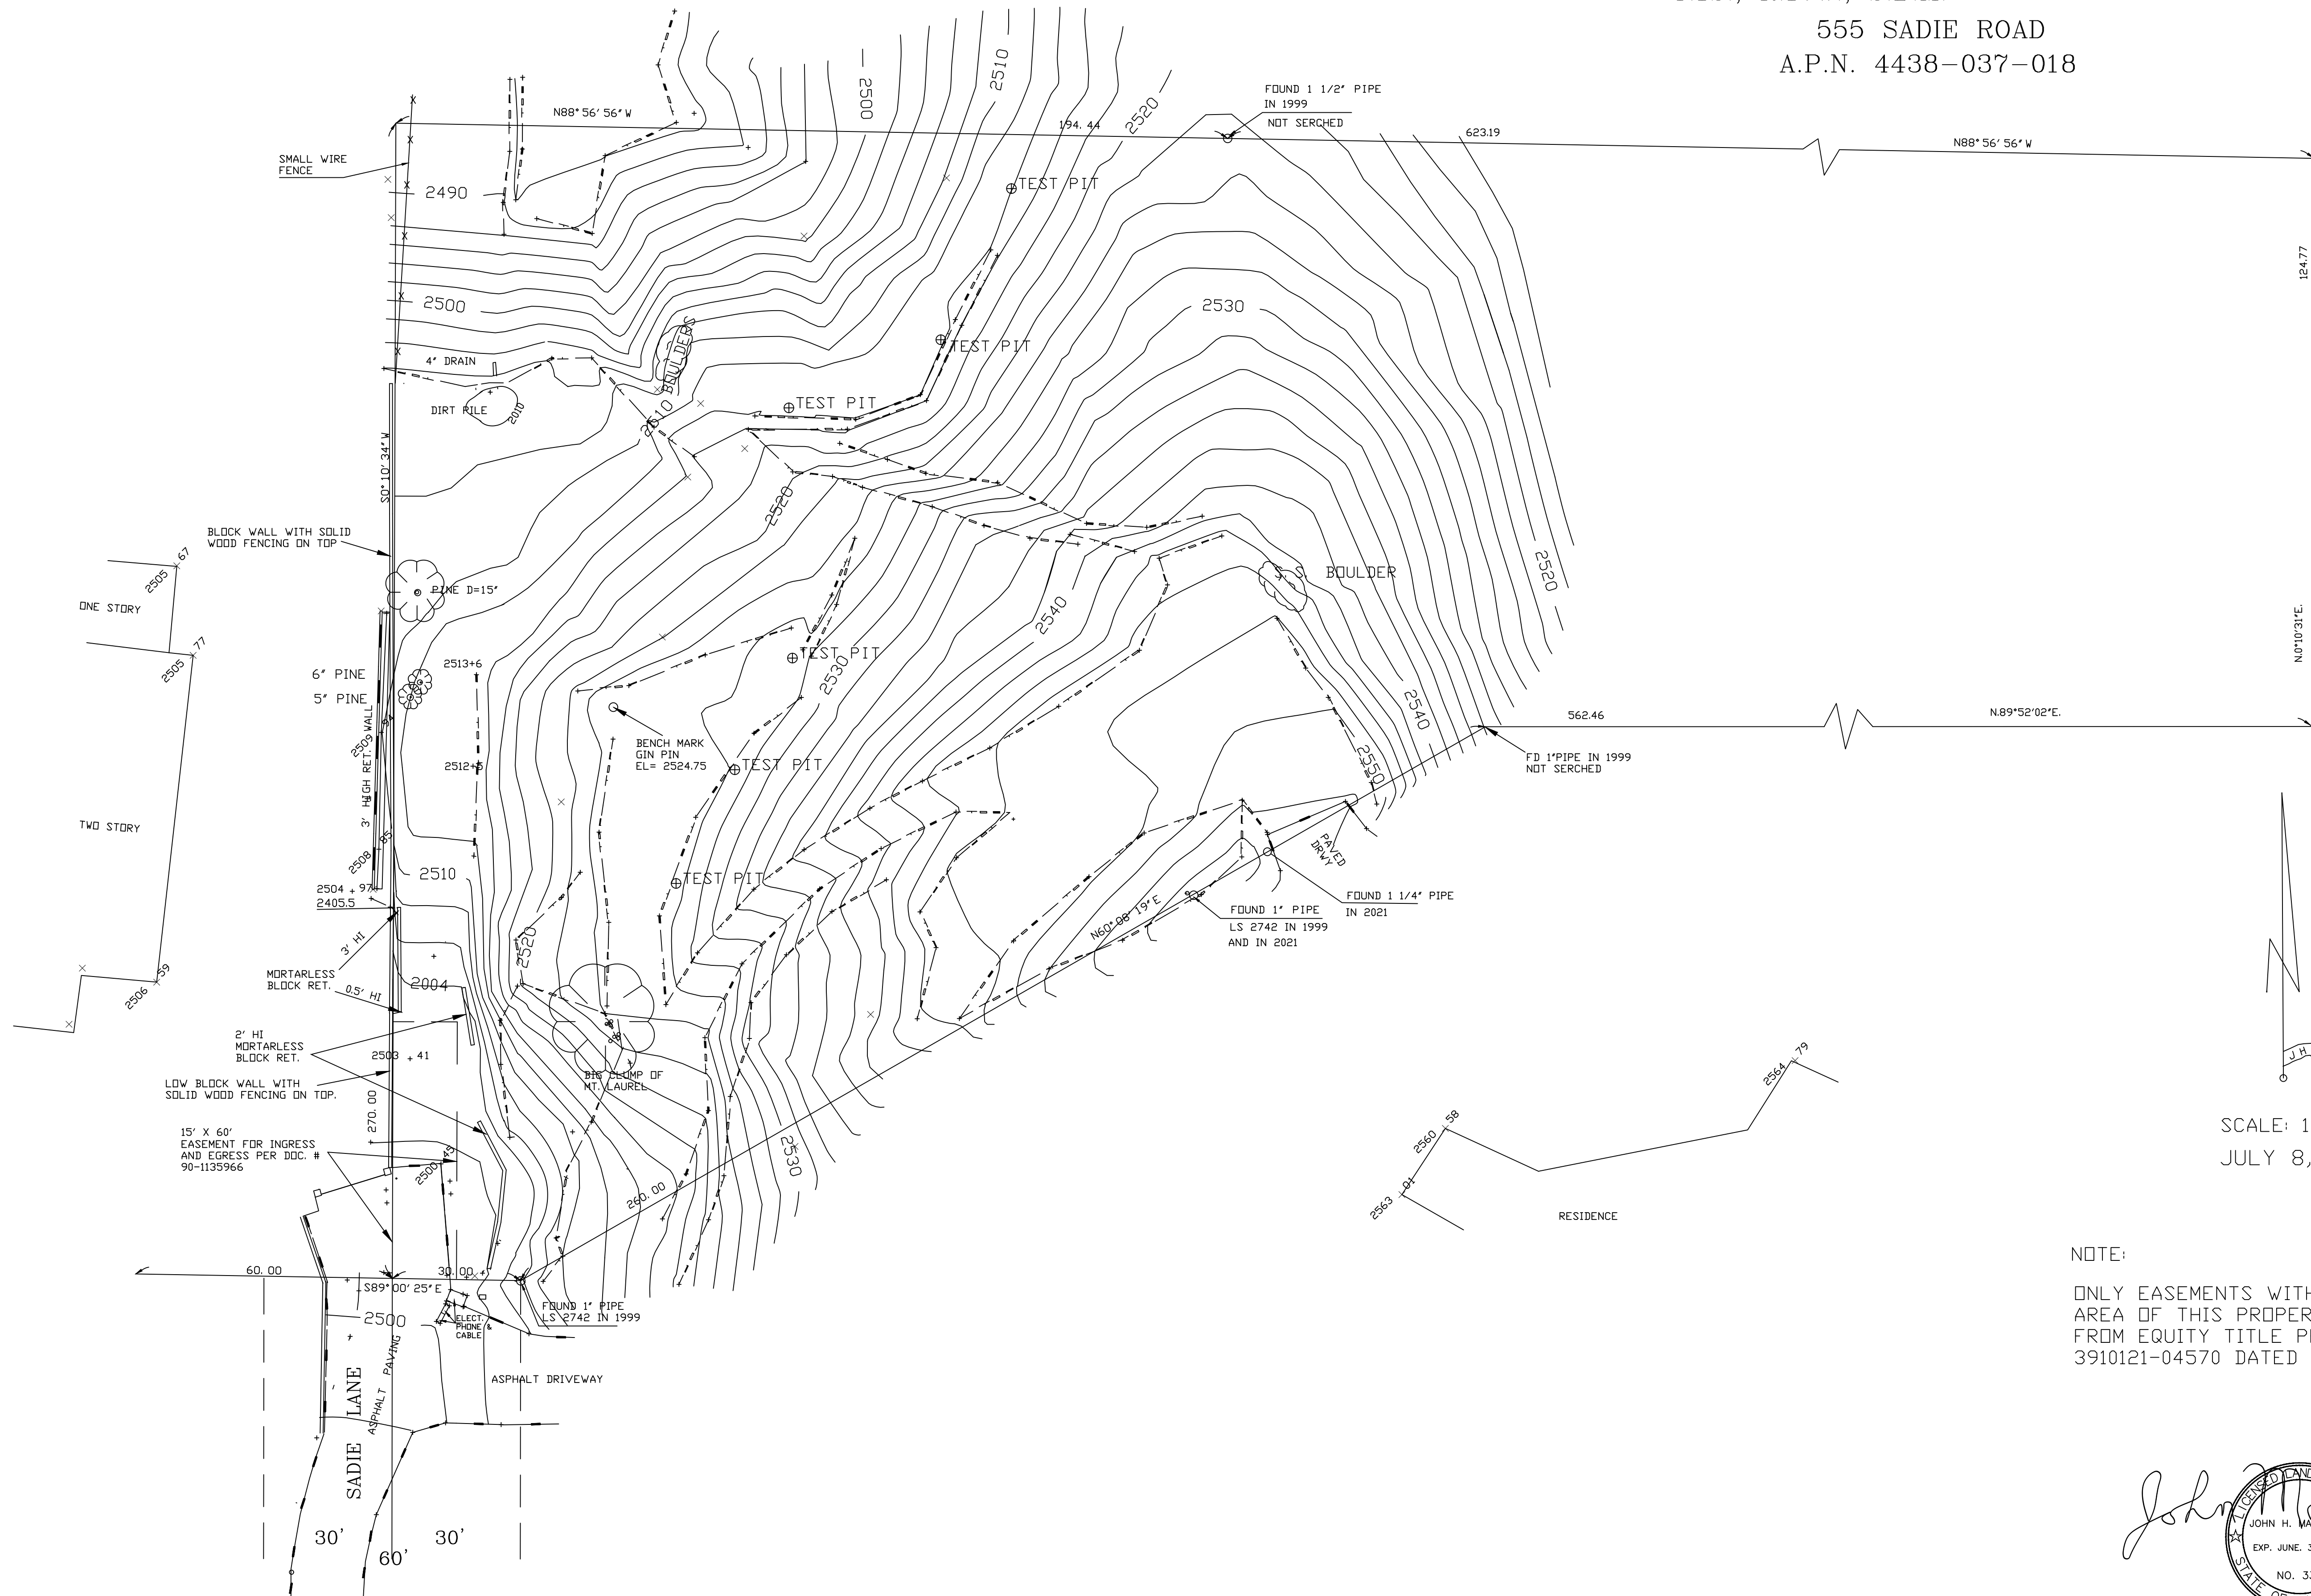 555 SADIE ROAD
A.P.N. 4438-037-018
FOUND 1 1/2" PIPE
IN 1999
NOT SERCHED
N88° 56' 56" W
194. 44
623.19
N88° 56' 56" W
SMALL WIRE
FENCE
2490
2500
2510
2520
TEST PIT
124.77
2500
2530
TEST PIT
BOULDERS
4" DRAIN
DIRT PILE
2010
2510
TEST PIT
S0° 10' 34" W
2520
BLOCK WALL WITH SOLID
WOOD FENCING ON TOP
67
2505
ONE STORY
PINE D=15"
S. S. BOULDER
2520
2540
77
2505
6" PINE
5" PINE
2513+6
TEST PIT
2530
N.0°10'31"E.
2540
562.46
N.89°52'02"E.
BENCH MARK
GIN PIN
EL= 2524.75
FD 1"PIPE IN 1999
NOT SERCHED
2509
94
2512+5
TEST PIT
2550
3' HIGH RET. WALL
TWO STORY
2508
85
PAVED
DRWY
2510
TEST PIT
2504 + 97
2405.5
FOUND 1 1/4" PIPE
IN 2021
FOUND 1" PIPE
LS 2742 IN 1999
AND IN 2021
N60° 08' 19" E
3' HI
MORTARLESS
BLOCK RET.
0.5' HI
2004
2520
59
2506
2' HI
MORTARLESS
BLOCK RET.
2503 + 41
LOW BLOCK WALL WITH
SOLID WOOD FENCING ON TOP.
BIG CLUMP OF
MT. LAUREL
79
2564
J H
270. 00
15' X 60'
EASEMENT FOR INGRESS
AND EGRESS PER DOC. #
90-1135966
2500
45
2530
58
2560
SCALE: 1
JULY 8,
260. 00
01
2563
RESIDENCE
NOTE:
60. 00
30. 00
S89° 00' 25" E
FOUND 1" PIPE
LS 2742 IN 1999
2500
ELECT.
PHONE &
CABLE
ONLY EASEMENTS WITH
AREA OF THIS PROPER
FROM EQUITY TITLE P
3910121-04570 DATED
ASPHALT PAVING
ASPHALT DRIVEWAY
SADIE LANE
30'
30'
60'
John
LICENSED LAND
JOHN H. MA
EXP. JUNE. 3
NO. 33
STATE OF